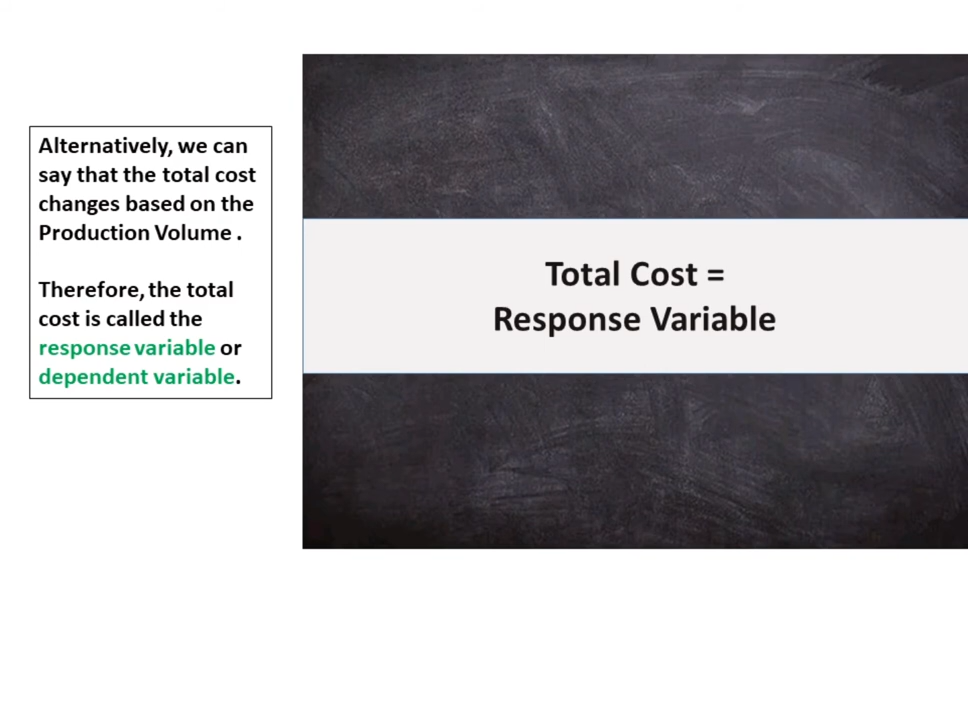 Alternatively, we can
say that the total cost
changes based on the
Production Volume .
Therefore, the total
cost is called the
response variable or
dependent variable.
Total Cost =
Response Variable